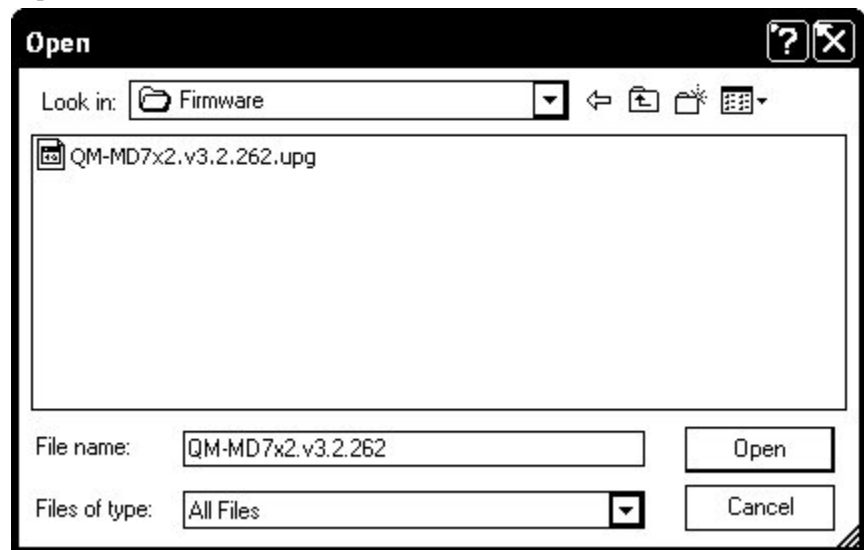 Open
Look in: Firmware
QM-MD7x2.v3.2.262.upg
File name: QM-MD7x2.v3.2.262 Open
Files of type: All Files Cancel